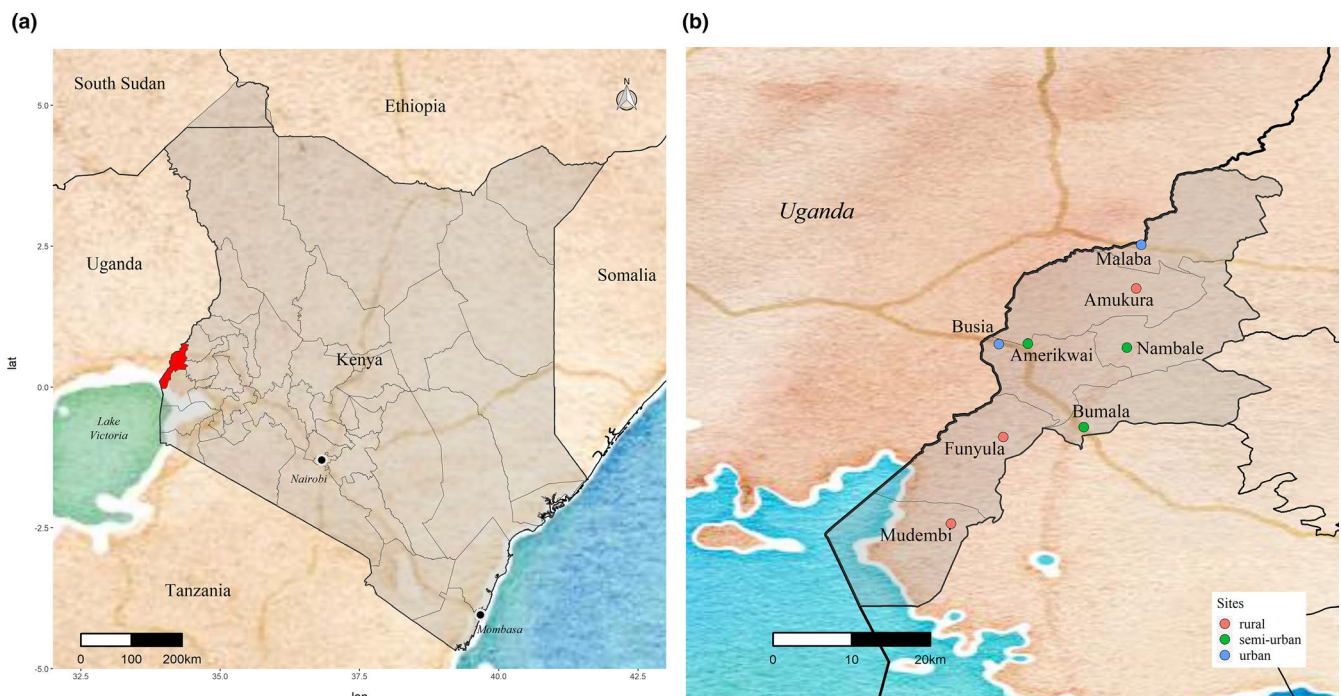 (a)
South Sudan
Ethiopia
N
5.0
2.5
0.0
-2.5
-5.0
lat
Uganda
Somalia
Kenya
Lake
Victoria
Nairobi
Tanzania
Mombasa
0 100 200km
32.5 35.0 37.5 40.0 42.5
lon
(b)
Uganda
Malaba
Amukura
Busia
Amerikwai
Nambale
Bumala
Funyula
Mudembi
0 10 20km
Sites
rural
semi-urban
urban